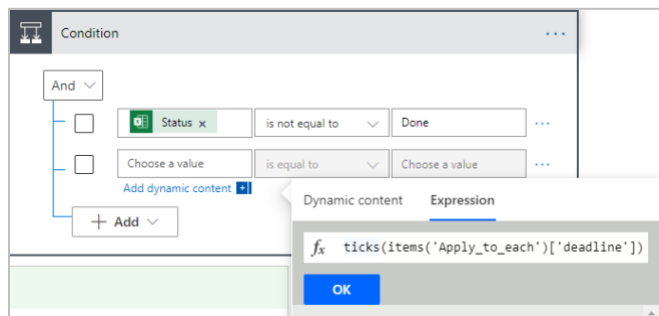 Condition
And
Status x is not equal to Done
Choose a value is equal to Choose a value
Add dynamic content
Add
Dynamic content Expression
fx ticks(items('Apply_to_each')['deadline'])
OK